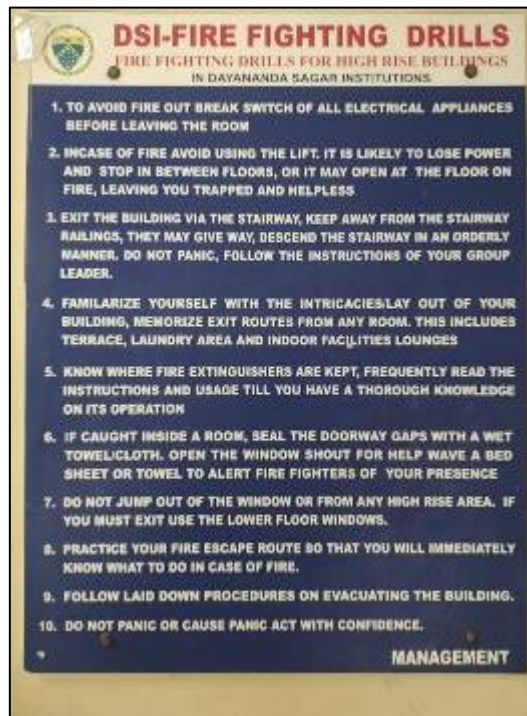 DSI-FIRE FIGHTING DRILLS
FIRE FIGHTING DRILLS FOR HIGH RISE BUILDINGS
IN DAYANANDA SAGAR INSTITUTIONS
1. TO AVOID FIRE OUT BREAK SWITCH OF ALL ELECTRICAL APPLIANCES
BEFORE LEAVING THE ROOM
2. INCASE OF FIRE AVOID USING THE LIFT. IT IS LIKELY TO LOSE POWER
AND STOP IN BETWEEN FLOORS, OR IT MAY OPEN AT THE FLOOR ON
FIRE, LEAVING YOU TRAPPED AND HELPLESS
3. EXIT THE BUILDING VIA THE STAIRWAY, KEEP AWAY FROM THE STAIRWAY
RAILINGS, THEY MAY GIVE WAY, DESCEND THE STAIRWAY IN AN ORDERLY
MANNER. DO NOT PANIC, FOLLOW THE INSTRUCTIONS OF YOUR GROUP
LEADER.
4. FAMILARIZE YOURSELF WITH THE INTRICACIES/LAY OUT OF YOUR
BUILDING, MEMORIZE EXIT ROUTES FROM ANY ROOM. THIS INCLUDES
TERRACE, LAUNDRY AREA AND INDOOR FACILITIES LOUNGES
5. KNOW WHERE FIRE EXTINGUISHERS ARE KEPT, FREQUENTLY READ THE
INSTRUCTIONS AND USAGE TILL YOU HAVE A THOROUGH KNOWLEDGE
ON ITS OPERATION
6. IF CAUGHT INSIDE A ROOM, SEAL THE DOORWAY GAPS WITH A WET
TOWEL/CLOTH. OPEN THE WINDOW SHOUT FOR HELP WAVE A BED
SHEET OR TOWEL TO ALERT FIRE FIGHTERS OF YOUR PRESENCE
7. DO NOT JUMP OUT OF THE WINDOW OR FROM ANY HIGH RISE AREA. IF
YOU MUST EXIT USE THE LOWER FLOOR WINDOWS.
8. PRACTICE YOUR FIRE ESCAPE ROUTE SO THAT YOU WILL IMMEDIATELY
KNOW WHAT TO DO IN CASE OF FIRE.
9. FOLLOW LAID DOWN PROCEDURES ON EVACUATING THE BUILDING.
10. DO NOT PANIC OR CAUSE PANIC ACT WITH CONFIDENCE.
MANAGEMENT